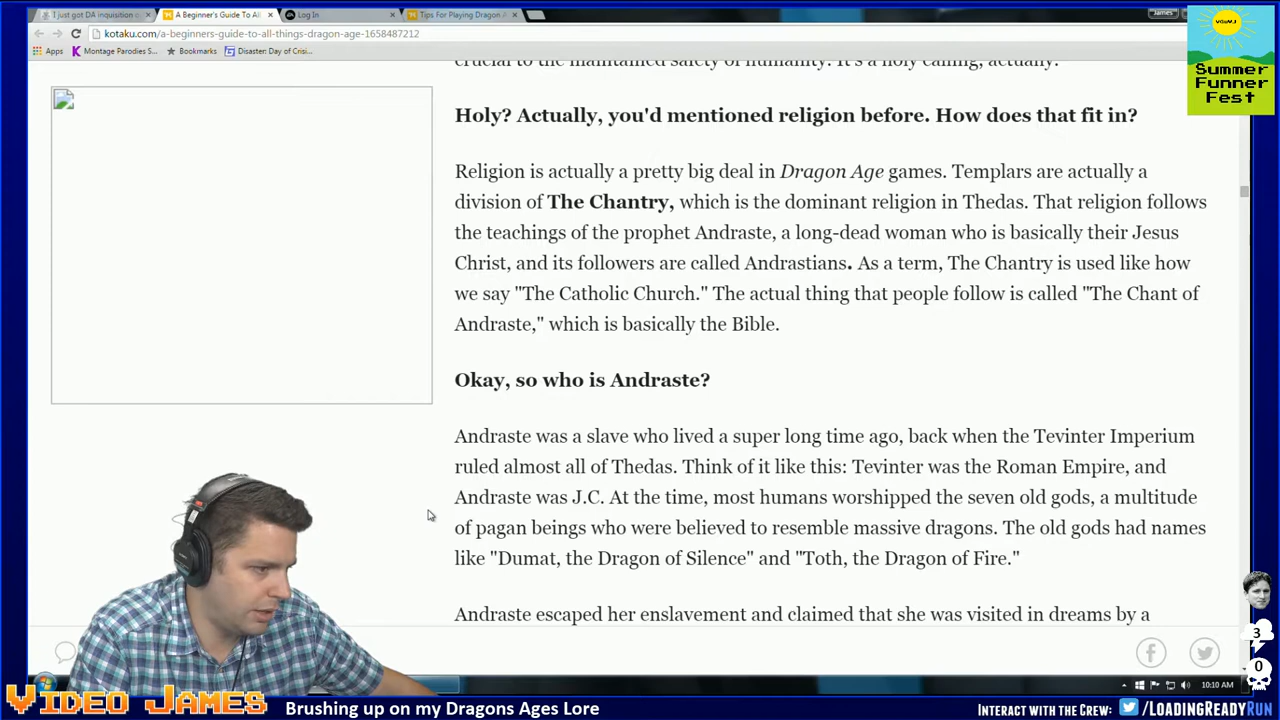 I just got DA inquisition o
A Beginner's Guide To All
Log In
Tips For Playing Dragon A
James
kotaku.com/a-beginners-guide-to-all-things-dragon-age-1658487212
Apps
Montage Parodies S...
Bookmarks
Disaster: Day of Crisi...
Summer
Funner
Fest
crucial to the maintained safety of humanity. It's a holy calling, actually.
Holy? Actually, you'd mentioned religion before. How does that fit in?
Religion is actually a pretty big deal in Dragon Age games. Templars are actually a
division of The Chantry, which is the dominant religion in Thedas. That religion follows
the teachings of the prophet Andraste, a long-dead woman who is basically their Jesus
Christ, and its followers are called Andrastians. As a term, The Chantry is used like how
we say "The Catholic Church." The actual thing that people follow is called "The Chant of
Andraste," which is basically the Bible.
Okay, so who is Andraste?
Andraste was a slave who lived a super long time ago, back when the Tevinter Imperium
ruled almost all of Thedas. Think of it like this: Tevinter was the Roman Empire, and
Andraste was J.C. At the time, most humans worshipped the seven old gods, a multitude
of pagan beings who were believed to resemble massive dragons. The old gods had names
like "Dumat, the Dragon of Silence" and "Toth, the Dragon of Fire."
Andraste escaped her enslavement and claimed that she was visited in dreams by a
3
0
10:10 AM
Video James
Brushing up on my Dragons Ages Lore
Interact with the Crew: /LoadingReadyRun